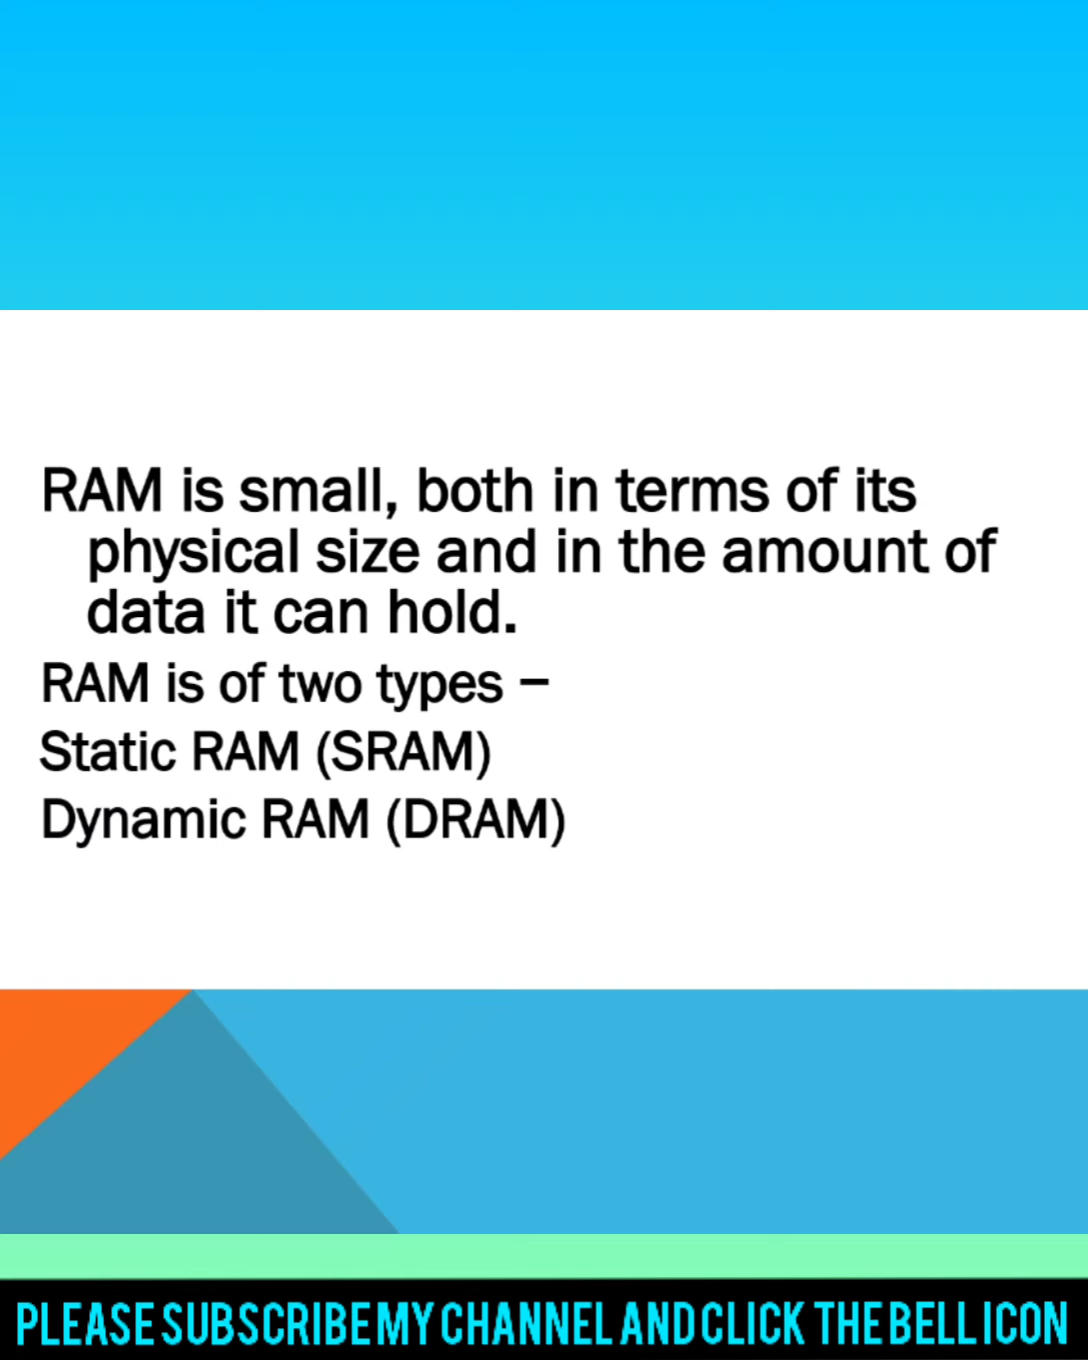 RAM is small, both in terms of its
physical size and in the amount of
data it can hold.
RAM is of two types –
Static RAM (SRAM)
Dynamic RAM (DRAM)
PLEASE SUBSCRIBE MY CHANNEL AND CLICK THE BELL ICON